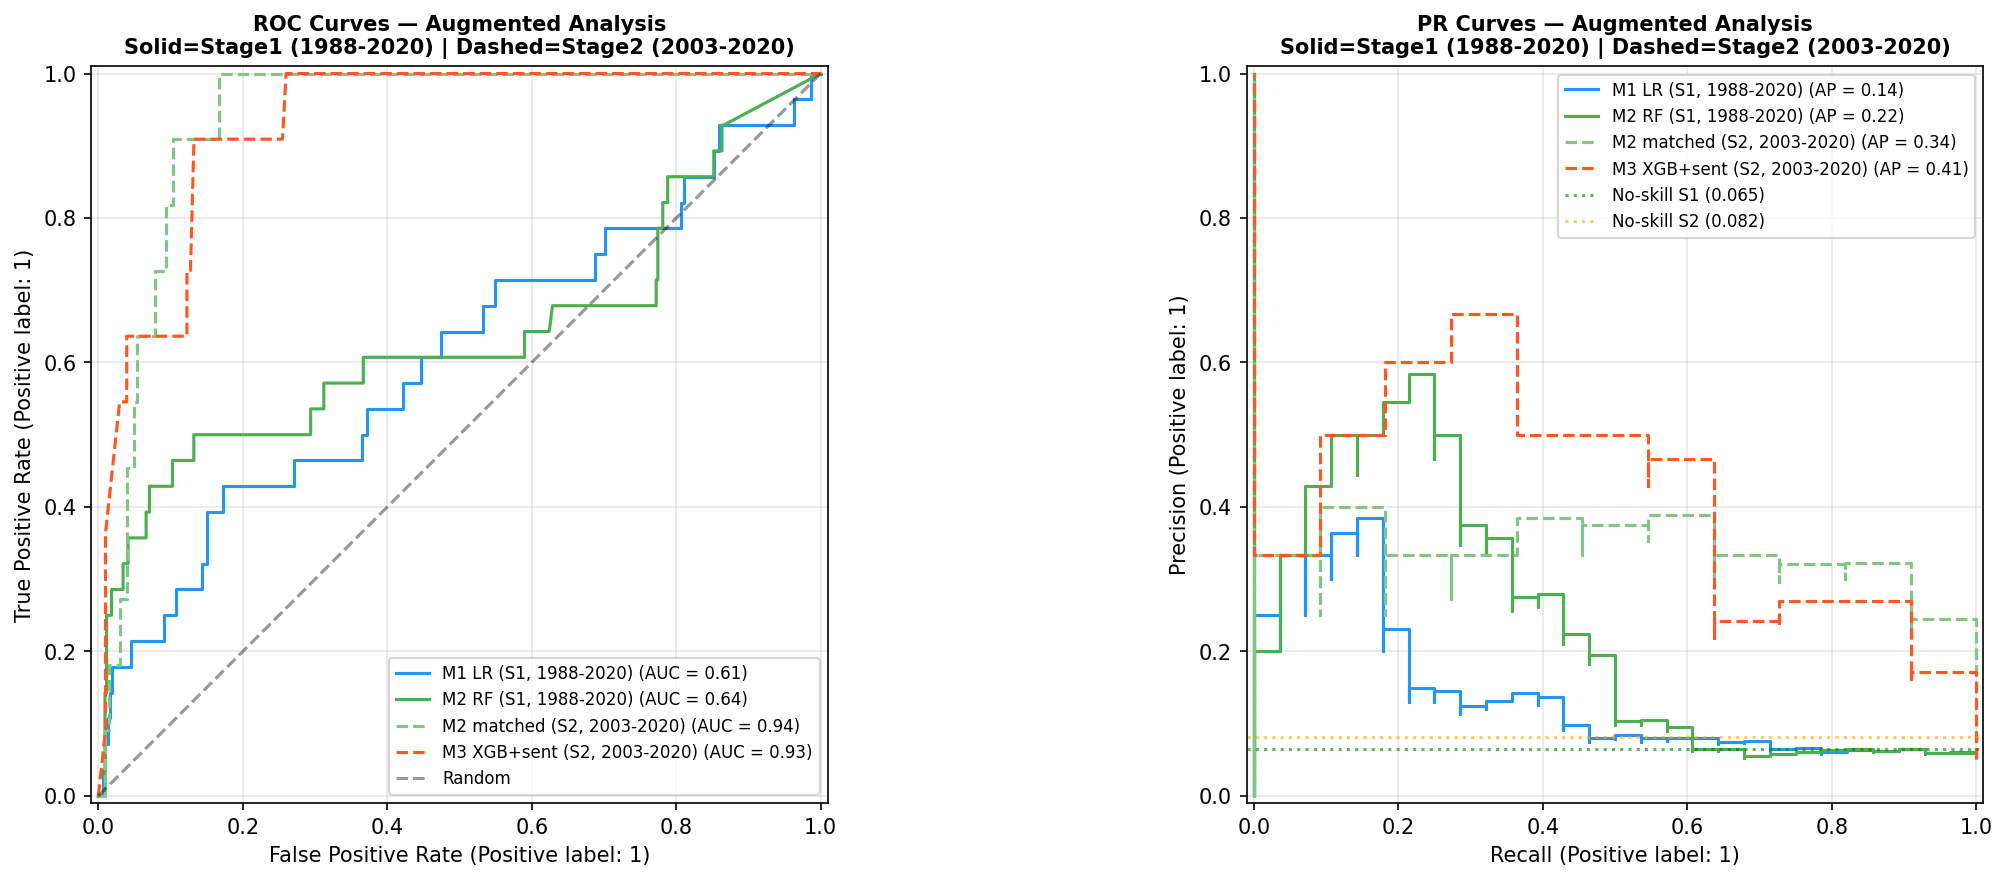 ROC Curves — Augmented Analysis
Solid=Stage1 (1988-2020) | Dashed=Stage2 (2003-2020)
True Positive Rate (Positive label: 1)
1.0
0.8
0.6
0.4
0.2
0.0
M1 LR (S1, 1988-2020) (AUC = 0.61)
M2 RF (S1, 1988-2020) (AUC = 0.64)
M2 matched (S2, 2003-2020) (AUC = 0.94)
M3 XGB+sent (S2, 2003-2020) (AUC = 0.93)
Random
0.0 0.2 0.4 0.6 0.8 1.0
False Positive Rate (Positive label: 1)
PR Curves — Augmented Analysis
Solid=Stage1 (1988-2020) | Dashed=Stage2 (2003-2020)
Precision (Positive label: 1)
1.0
0.8
0.6
0.4
0.2
0.0
M1 LR (S1, 1988-2020) (AP = 0.14)
M2 RF (S1, 1988-2020) (AP = 0.22)
M2 matched (S2, 2003-2020) (AP = 0.34)
M3 XGB+sent (S2, 2003-2020) (AP = 0.41)
No-skill S1 (0.065)
No-skill S2 (0.082)
0.0 0.2 0.4 0.6 0.8 1.0
Recall (Positive label: 1)